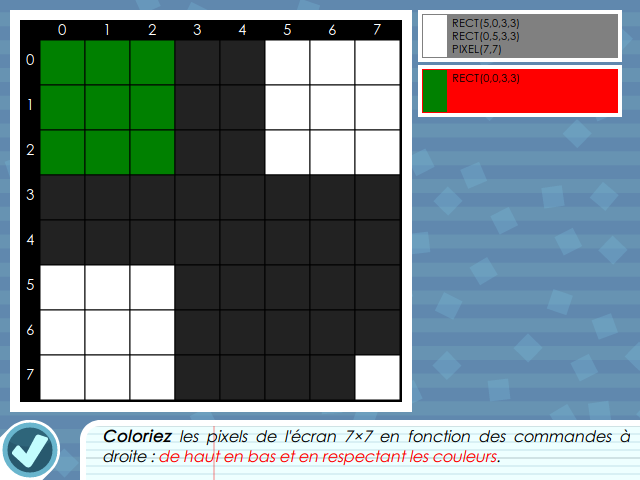 0 1 2 3 4 5 6 7
0
1
2
3
4
5
6
7
RECT(5,0,3,3)
RECT(0,5,3,3)
PIXEL(7,7)
RECT(0,0,3,3)
Coloriez les pixels de l'écran 7×7 en fonction des commandes à
droite : de haut en bas et en respectant les couleurs.